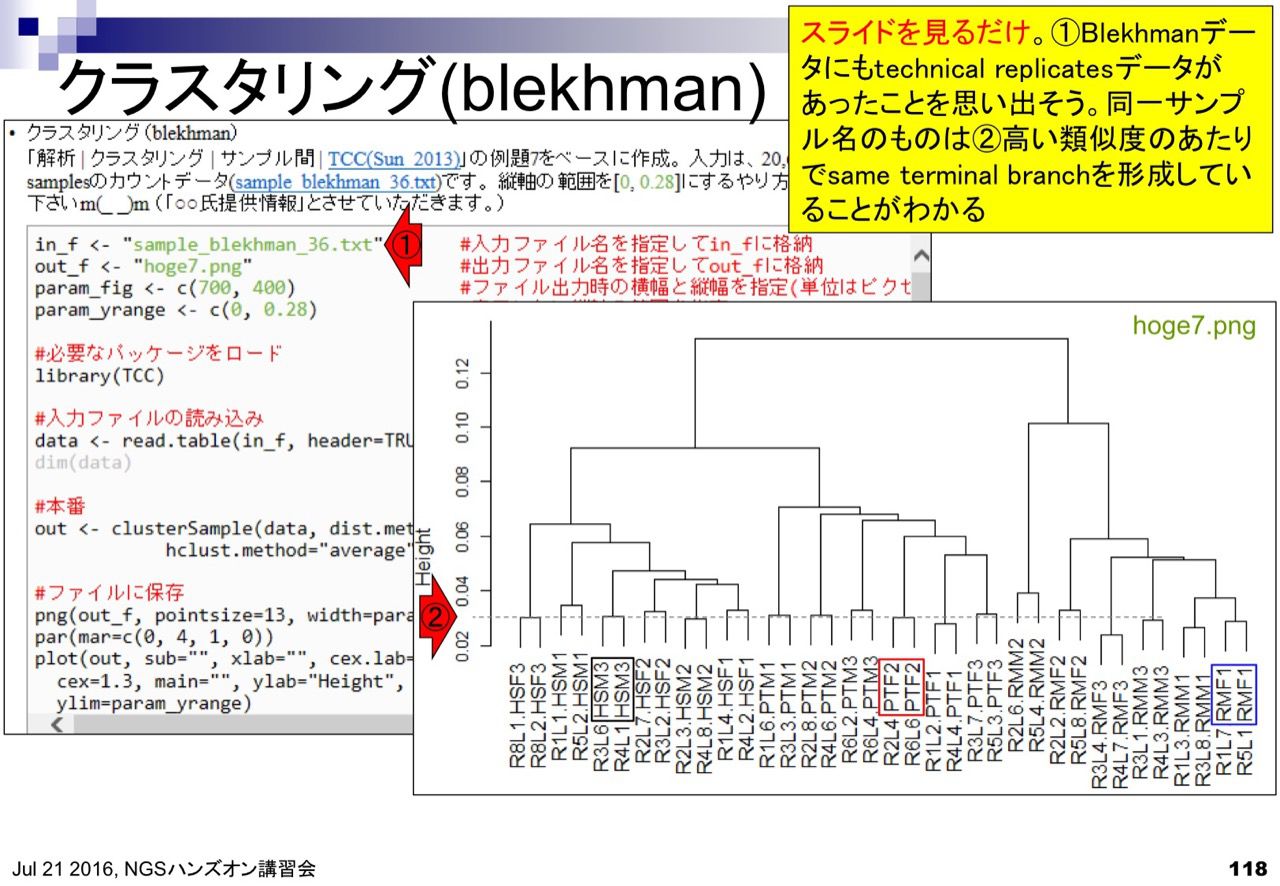 クラスタリング(blekhman)
スライドを見るだけ。①Blekhmanデー
タにもtechnical replicatesデータが
あったことを思い出そう。同一サンプ
ル名のものは②高い類似度のあたり
でsame terminal branchを形成してい
ることがわかる
• クラスタリング(blekhman)
「解析 | クラスタリング | サンプル間 | TCC(Sun_2013)」の例題7をベースに作成。入力は、20,
samplesのカウントデータ(sample_blekhman_36.txt)です。縦軸の範囲を[0, 0.28]にするやり方
下さいm(_ _)m（「○○氏提供情報」とさせていただきます。）
in_f <- "sample_blekhman_36.txt" ① #入力ファイル名を指定してin_fに格納
out_f <- "hoge7.png" #出力ファイル名を指定してout_fに格納
param_fig <- c(700, 400) #ファイル出力時の横幅と縦幅を指定(単位はピクセ
param_yrange <- c(0, 0.28)
#必要なパッケージをロード
library(TCC)
#入力ファイルの読み込み
data <- read.table(in_f, header=TRU
dim(data)
#本番
out <- clusterSample(data, dist.met
hclust.method="average"
#ファイルに保存
png(out_f, pointsize=13, width=para
par(mar=c(0, 4, 1, 0))
plot(out, sub="", xlab="", cex.lab=
cex=1.3, main="", ylab="Height",
ylim=param_yrange)
hoge7.png
0.12
0.10
0.08
0.06
0.04
0.02
Height
②
R8L1.HSF3
R8L2.HSF3
R1L1.HSM1
R5L2.HSM1
R3L6.HSM3
R4L1.HSM3
R2L7.HSF2
R3L2.HSF2
R2L3.HSM2
R4L8.HSM2
R1L4.HSF1
R4L2.HSF1
R1L6.PTM1
R3L3.PTM1
R2L8.PTM2
R4L6.PTM2
R6L2.PTM3
R6L4.PTM3
R2L4.PTF2
R6L6.PTF2
R1L2.PTF1
R4L4.PTF1
R3L7.PTF3
R5L3.PTF3
R2L6.RMM2
R5L4.RMM2
R2L2.RMF2
R5L8.RMF2
R3L4.RMF3
R4L7.RMF3
R3L1.RMM3
R4L3.RMM3
R1L3.RMM1
R3L8.RMM1
R1L7.RMF1
R5L1.RMF1
Jul 21 2016, NGSハンズオン講習会
118